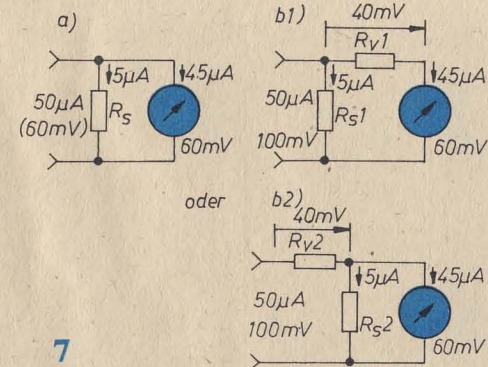 a)
5µA
45µA
50µA
(60mV)
RS
60mV
b1)
40mV
RV1
5µA
45µA
50µA
RS1
100mV
60mV
oder
b2)
40mV
RV2
5µA
45µA
50µA
RS2
100mV
60mV
7